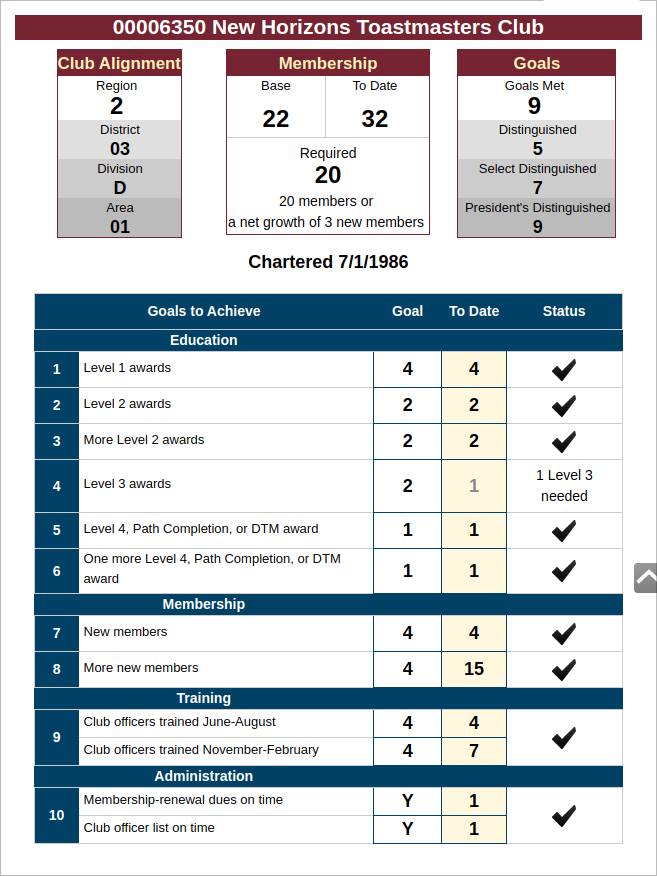 00006350 New Horizons Toastmasters Club
Club Alignment
Region
2
District
03
Division
D
Area
01
Membership
Base To Date
22 32
Required
20
20 members or
a net growth of 3 new members
Goals
Goals Met
9
Distinguished
5
Select Distinguished
7
President's Distinguished
9
Chartered 7/1/1986
Goals to Achieve Goal To Date Status
Education
1 Level 1 awards 4 4
2 Level 2 awards 2 2
3 More Level 2 awards 2 2
4 Level 3 awards 2 1 1 Level 3
needed
5 Level 4, Path Completion, or DTM award 1 1
6 One more Level 4, Path Completion, or DTM
award 1 1
Membership
7 New members 4 4
8 More new members 4 15
Training
9 Club officers trained June-August 4 4
Club officers trained November-February 4 7
Administration
10 Membership-renewal dues on time Y 1
Club officer list on time Y 1